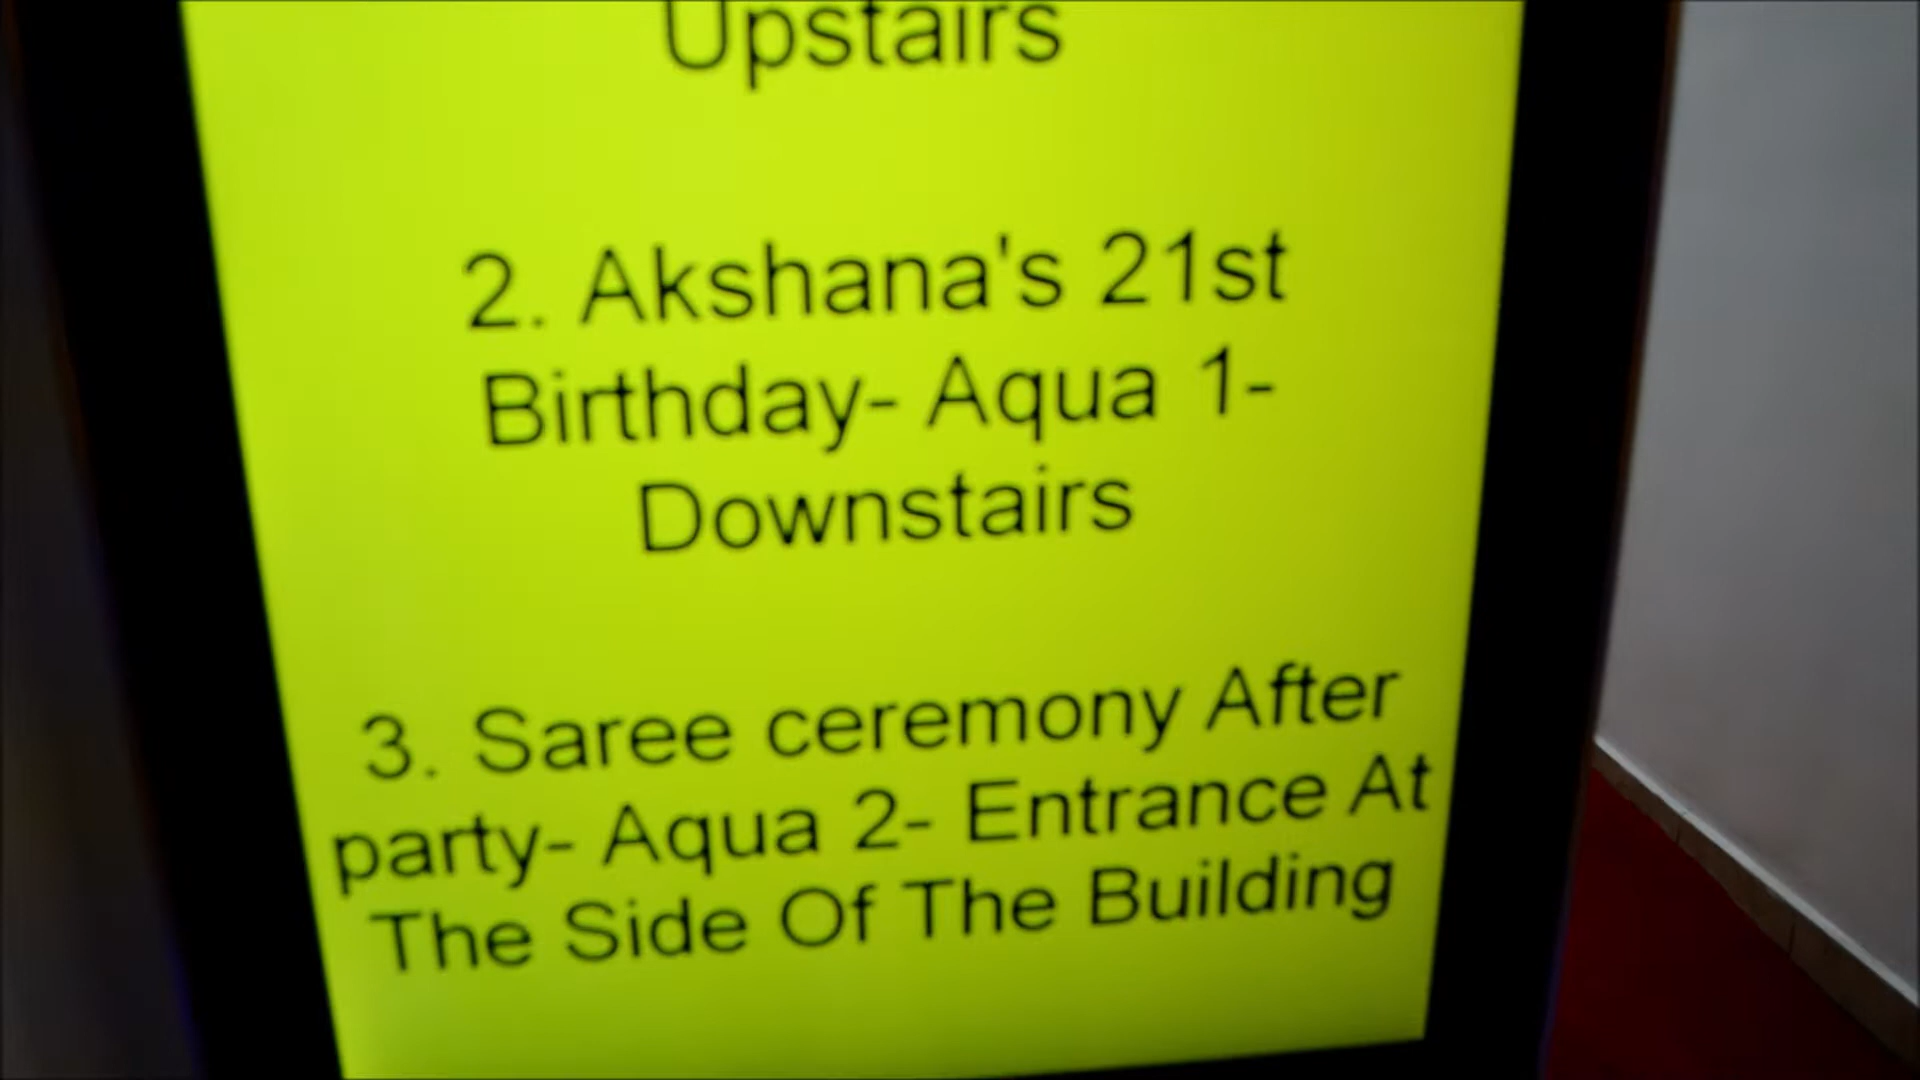 Upstairs
2. Akshana's 21st
Birthday- Aqua 1-
Downstairs
3. Saree ceremony After
party- Aqua 2- Entrance At
The Side Of The Building